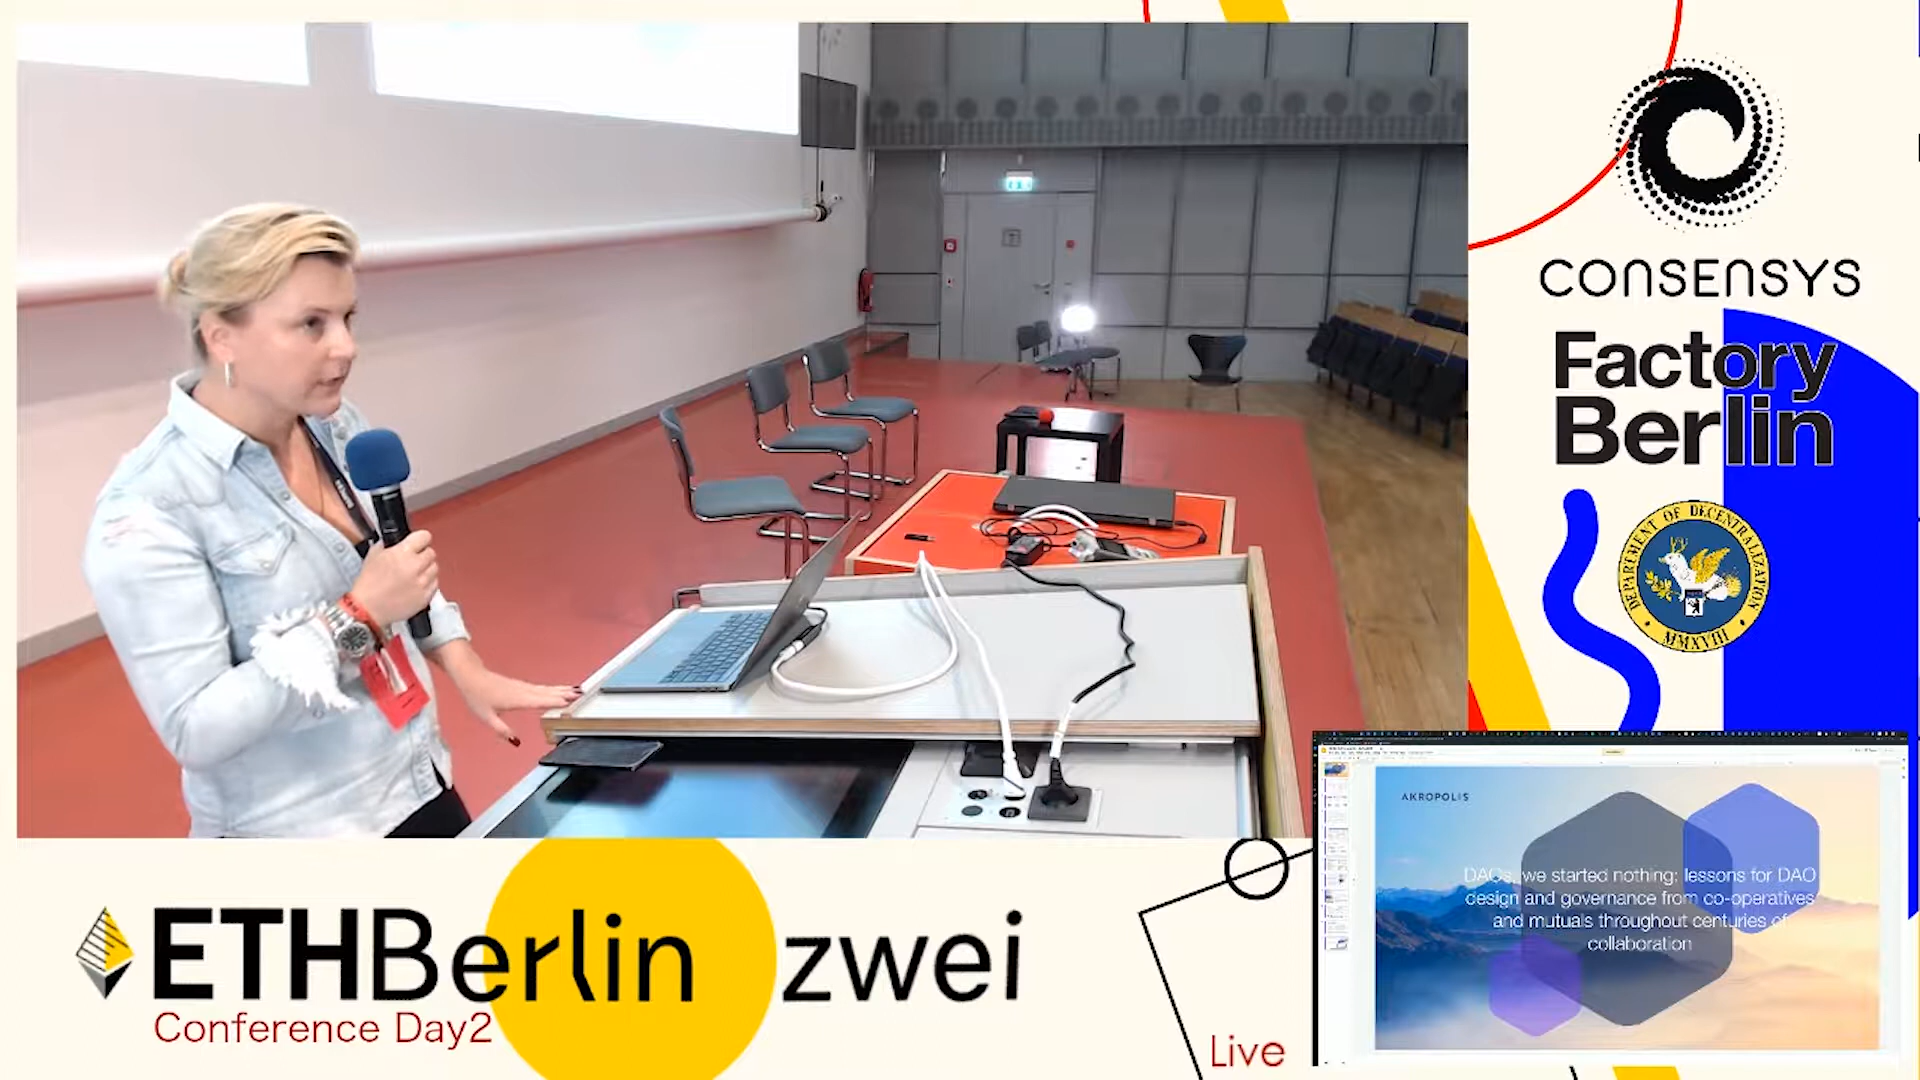 CONSENSYS
Factory
Berlin
DEPARTMENT OF DECENTRALIZATION
MMXVIII
AKROPOLIS
DAOs, we started nothing: lessons for DAO
design and governance from co-operatives
and mutuals throughout centuries of
collaboration
ETHBerlin zwei
Conference Day2
Live